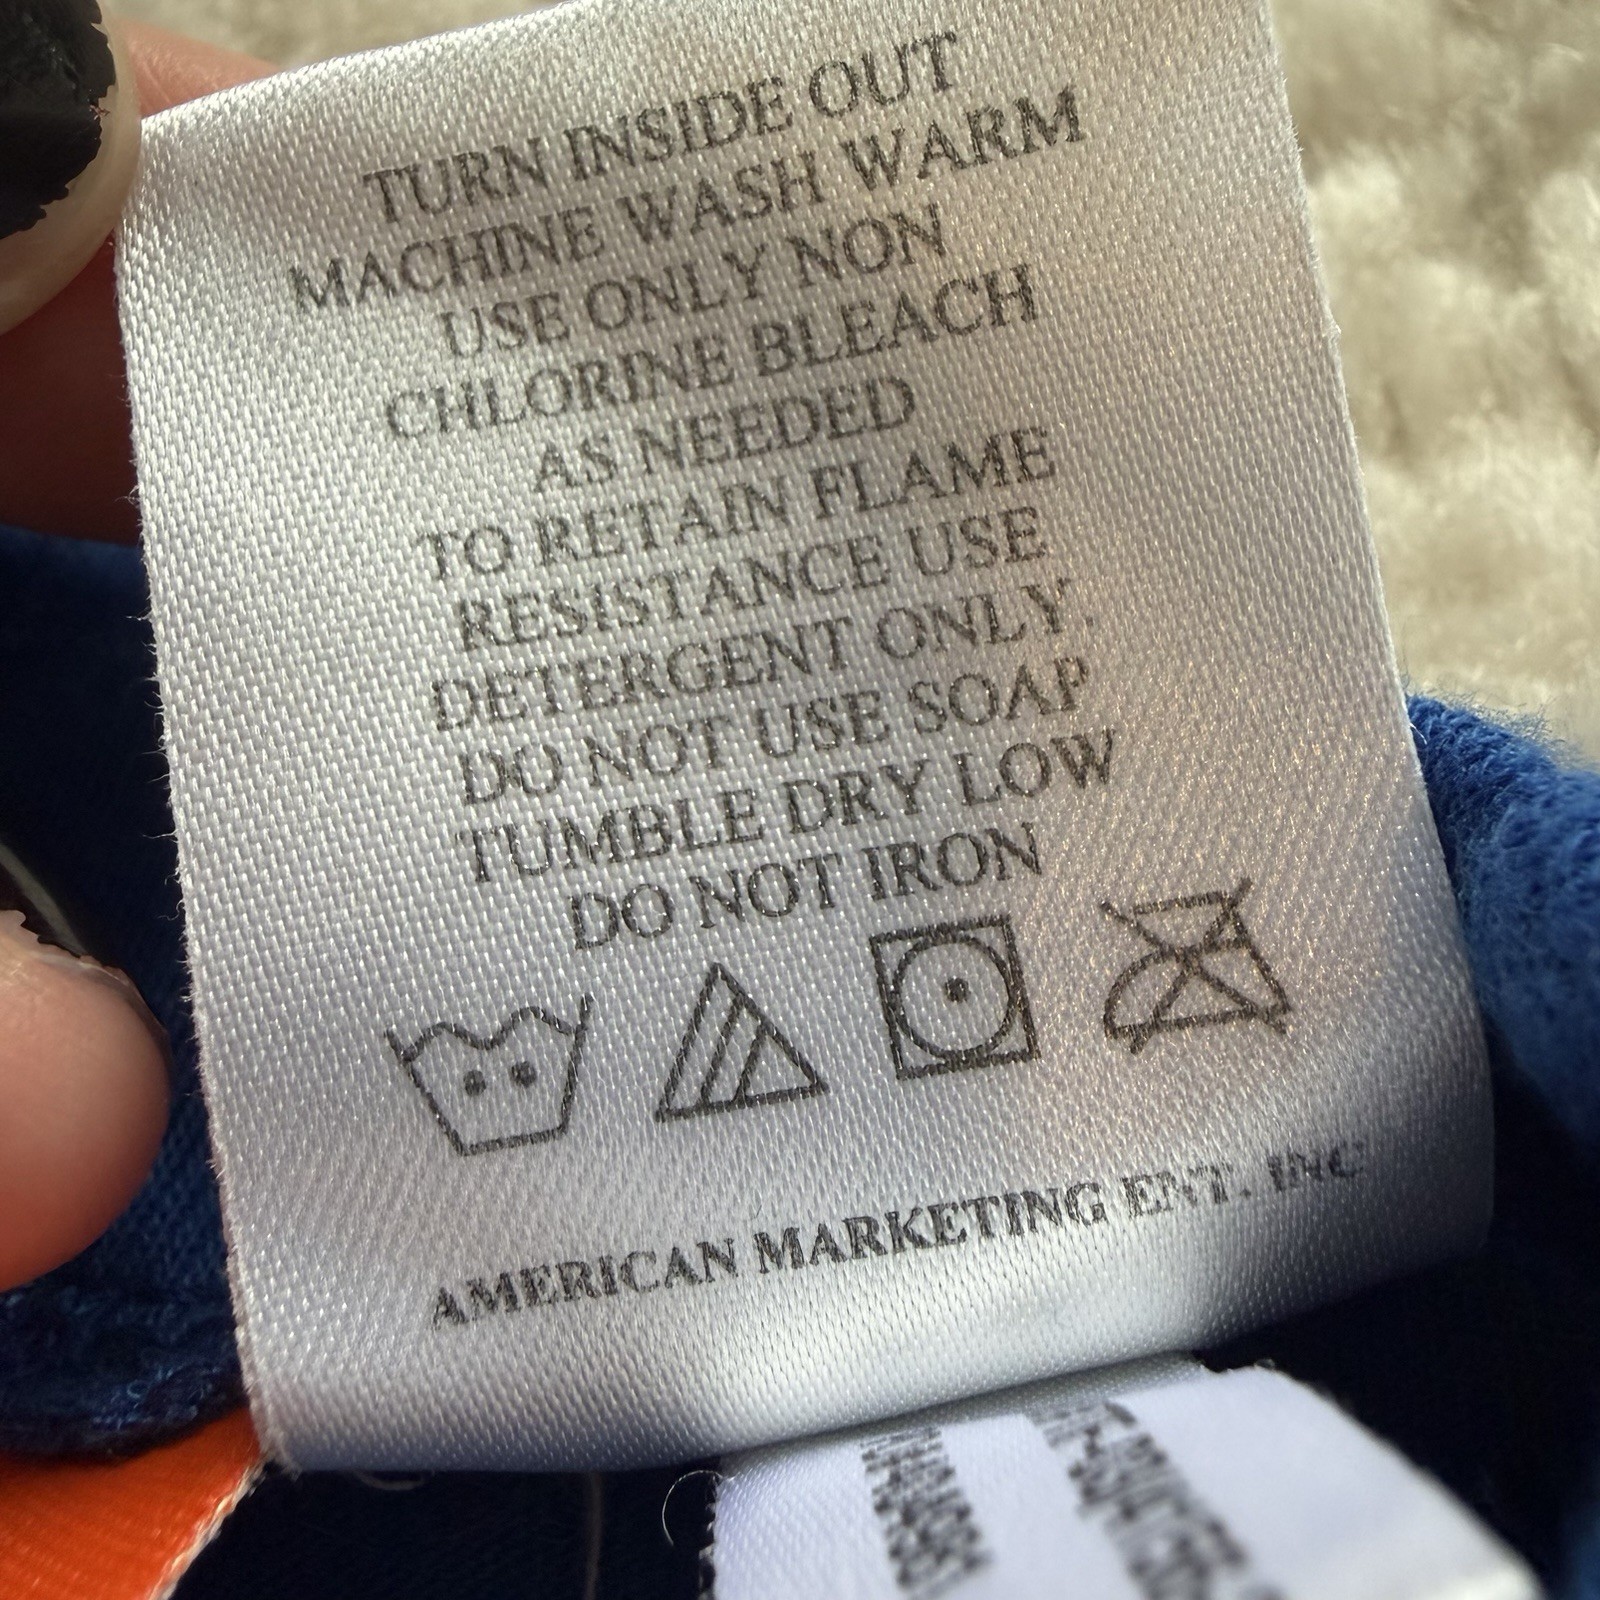 TURN INSIDE OUT
MACHINE WASH WARM
USE ONLY NON
CHLORINE BLEACH
AS NEEDED
TO RETAIN FLAME
RESISTANCE USE
DETERGENT ONLY.
DO NOT USE SOAP
TUMBLE DRY LOW
DO NOT IRON
AMERICAN MARKETING ENT. INC